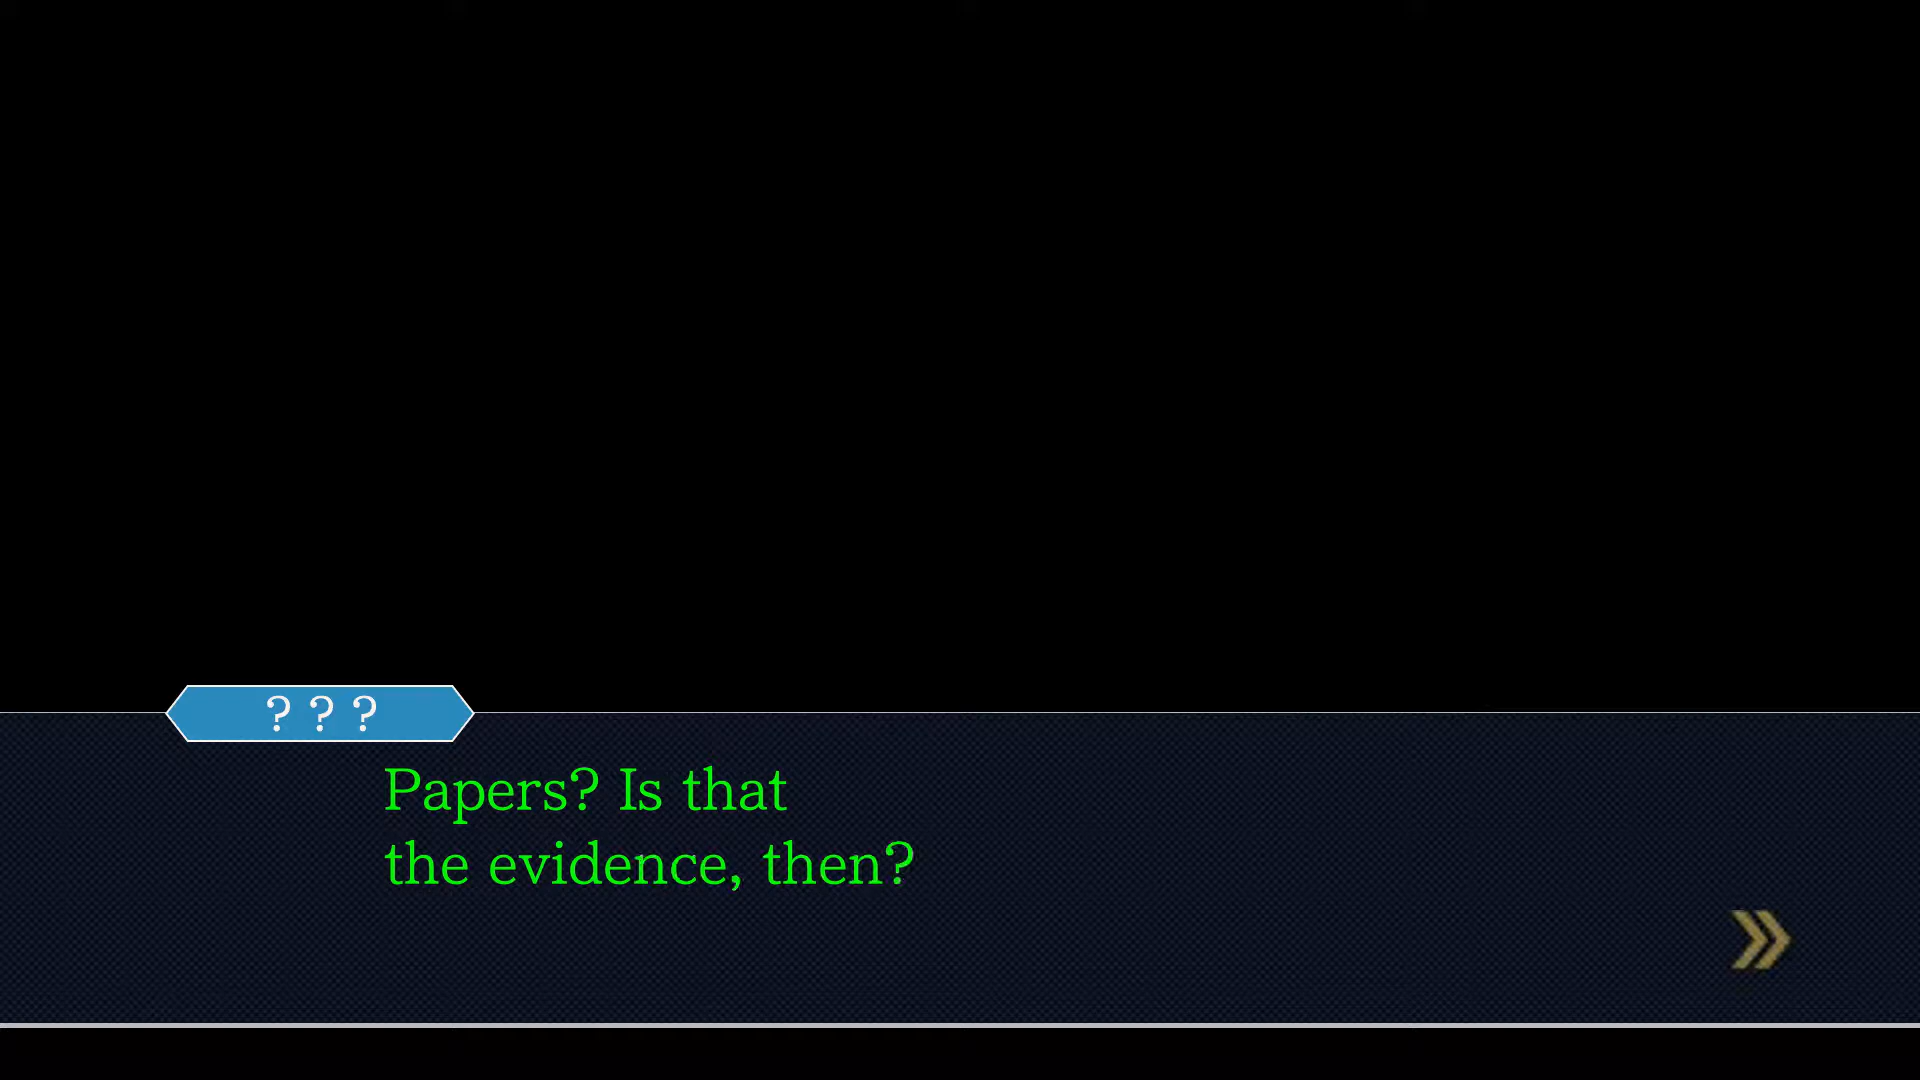 ? ? ?
Papers? Is that
the evidence, then?